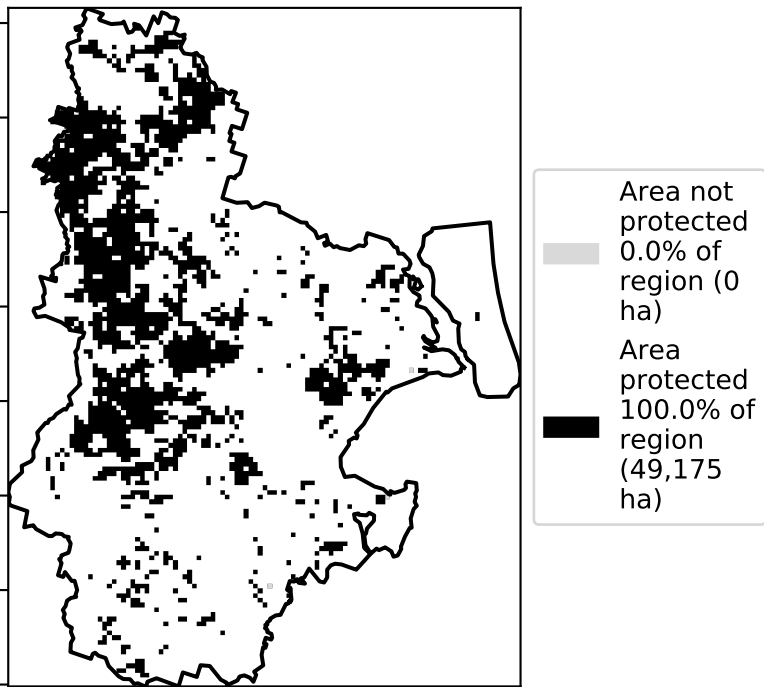 Area not
protected
0.0% of
region (0
ha)
Area
protected
100.0% of
region
(49,175
ha)